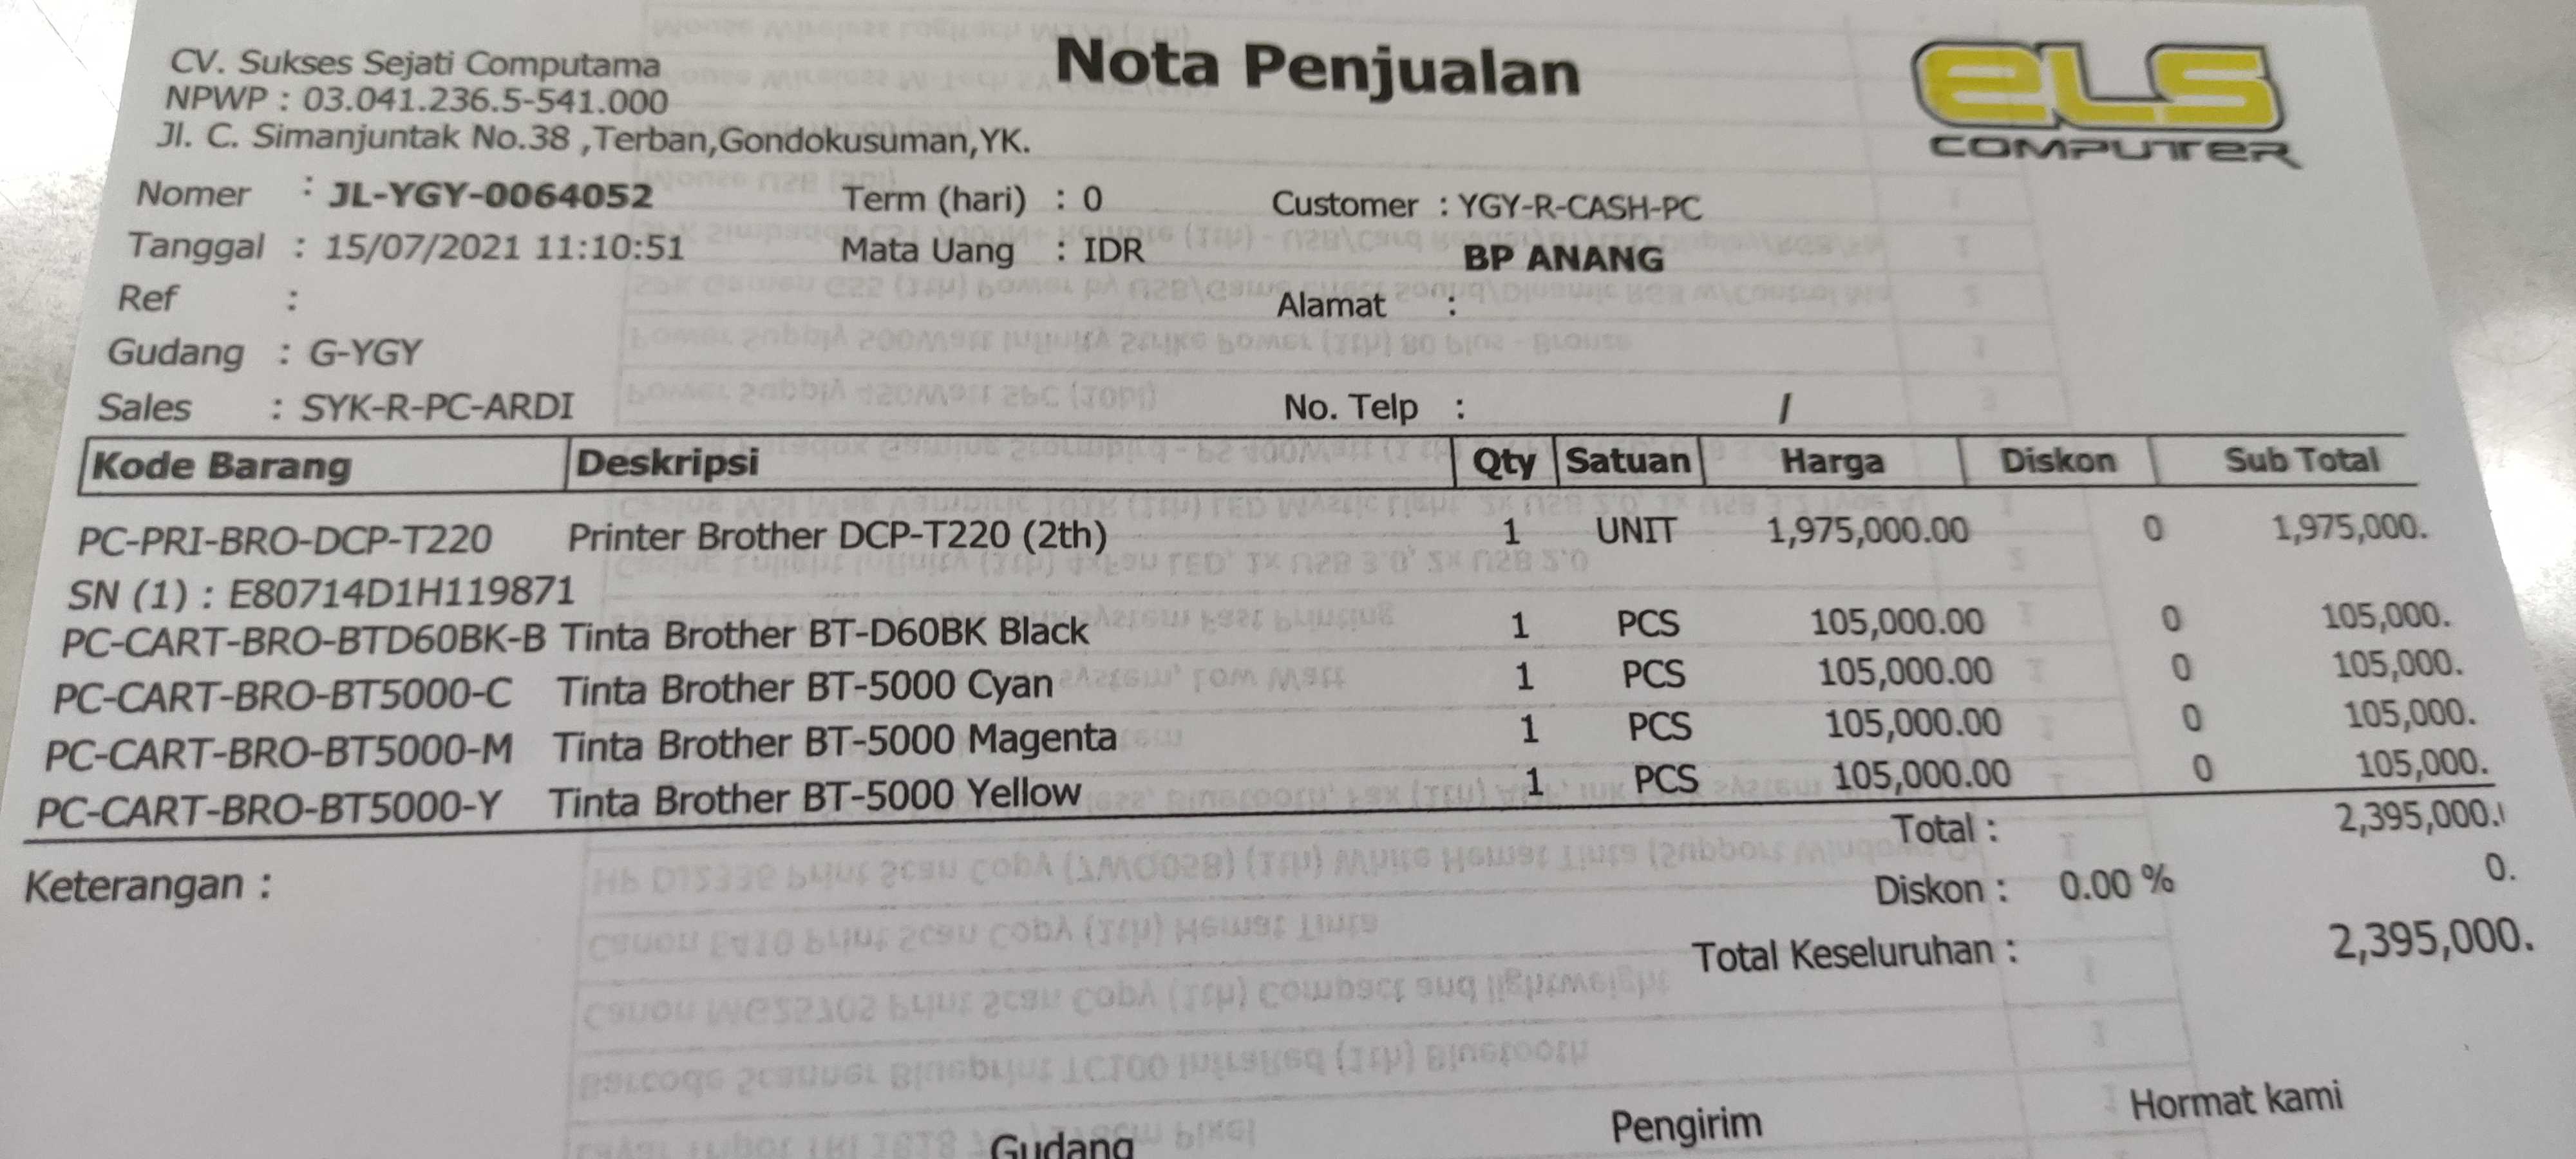 CV. Sukses Sejati Computama
NPWP : 03.041.236.5-541.000
Jl. C. Simanjuntak No.38 ,Terban,Gondokusuman,YK.
Nota Penjualan
eLS
COMPUTER
Nomer : JL-YGY-0064052 Term (hari) : 0 Customer : YGY-R-CASH-PC
Tanggal : 15/07/2021 11:10:51 Mata Uang : IDR BP ANANG
Ref : Alamat :
Gudang : G-YGY
Sales : SYK-R-PC-ARDI No. Telp : /
Kode Barang Deskripsi Qty Satuan Harga Diskon Sub Total
PC-PRI-BRO-DCP-T220 Printer Brother DCP-T220 (2th) 1 UNIT 1,975,000.00 0 1,975,000.
SN (1) : E80714D1H119871
PC-CART-BRO-BTD60BK-B Tinta Brother BT-D60BK Black 1 PCS 105,000.00 0 105,000.
PC-CART-BRO-BT5000-C Tinta Brother BT-5000 Cyan 1 PCS 105,000.00 0 105,000.
PC-CART-BRO-BT5000-M Tinta Brother BT-5000 Magenta 1 PCS 105,000.00 0 105,000.
PC-CART-BRO-BT5000-Y Tinta Brother BT-5000 Yellow 1 PCS 105,000.00 0 105,000.
Total : 2,395,000.
Keterangan : Diskon : 0.00 % 0.
Total Keseluruhan : 2,395,000.
Gudang Pengirim Hormat kami